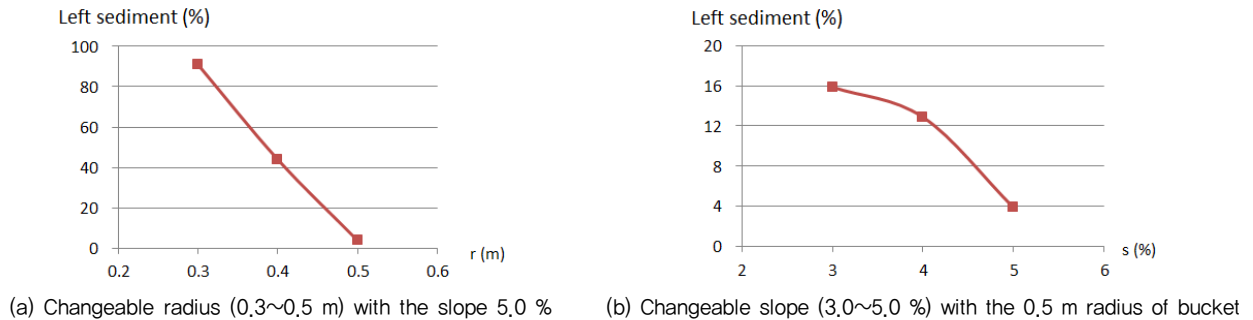 Left sediment (%)
100
80
60
40
20
0
0.2 0.3 0.4 0.5 0.6
r (m)
(a) Changeable radius (0.3~0.5 m) with the slope 5.0 %
Left sediment (%)
20
16
12
8
4
0
2 3 4 5 6
s (%)
(b) Changeable slope (3.0~5.0 %) with the 0.5 m radius of bucket